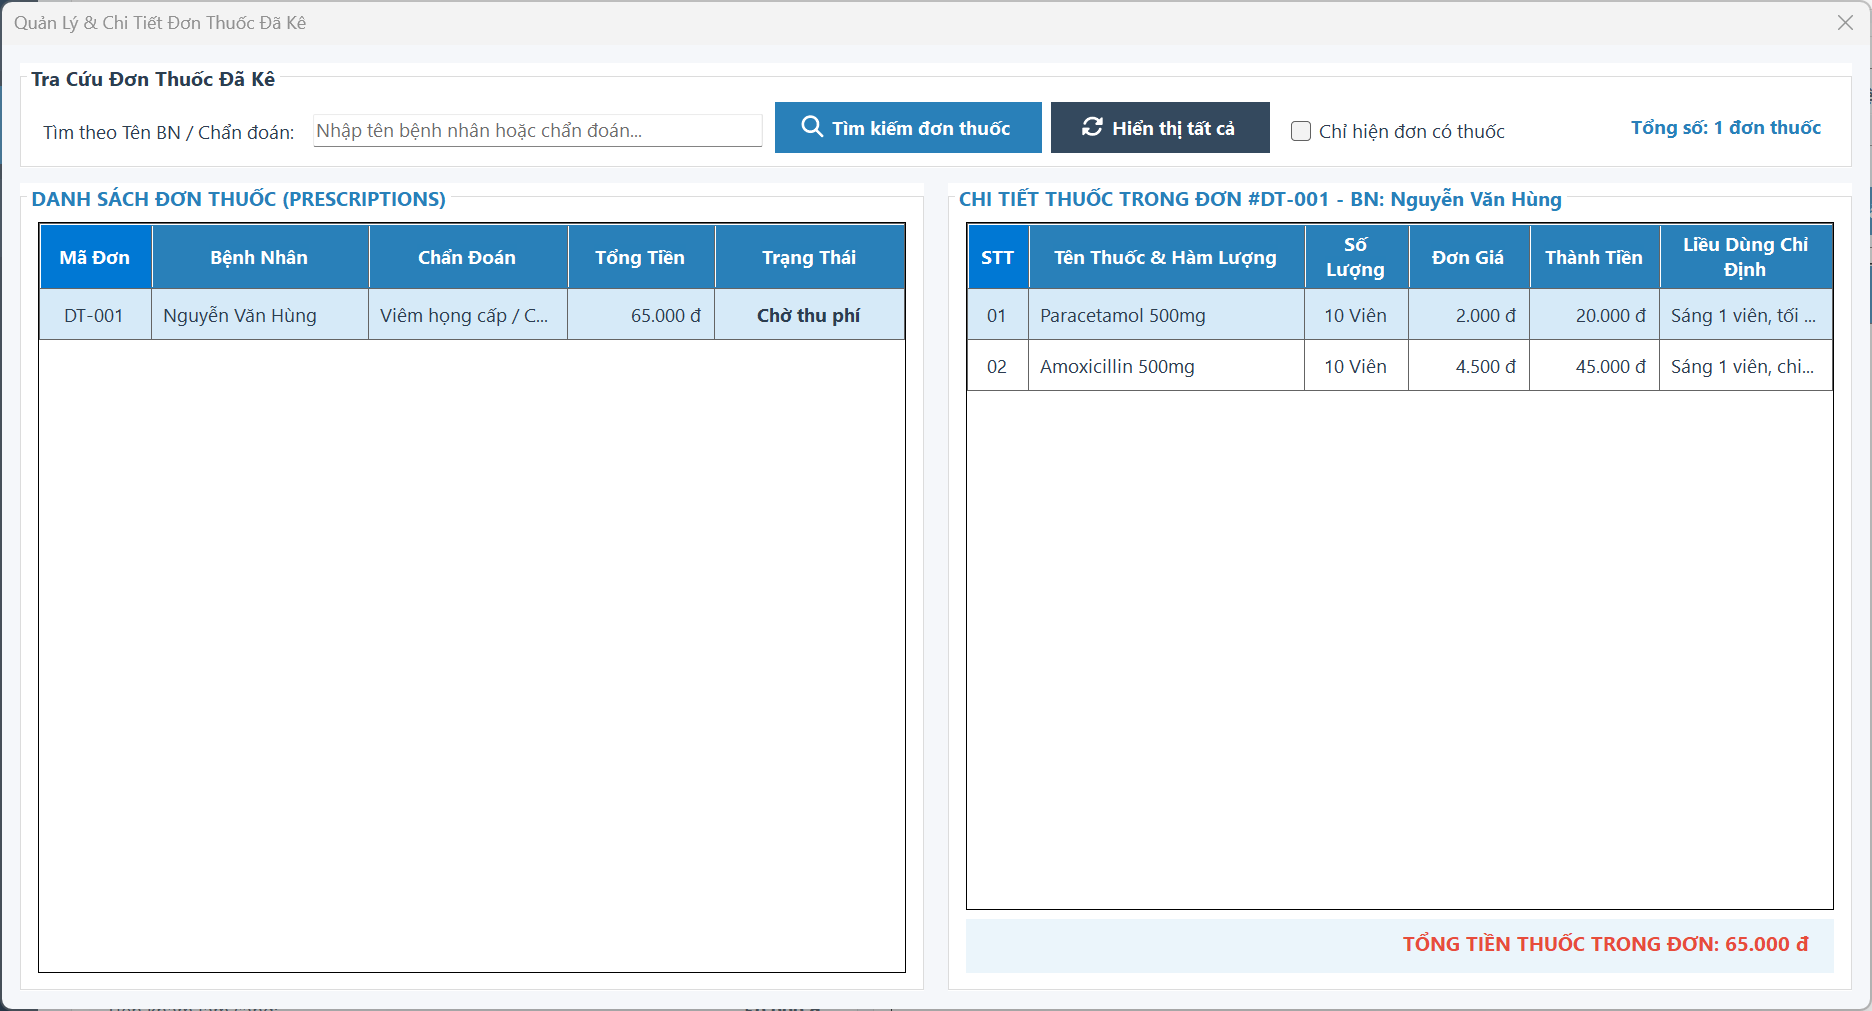 Quản Lý & Chi Tiết Đơn Thuốc Đã Kê
Tra Cứu Đơn Thuốc Đã Kê
Tìm theo Tên BN / Chẩn đoán:
Nhập tên bệnh nhân hoặc chẩn đoán...
Tìm kiếm đơn thuốc
Hiển thị tất cả
Chỉ hiện đơn có thuốc
Tổng số: 1 đơn thuốc
DANH SÁCH ĐƠN THUỐC (PRESCRIPTIONS)
Mã Đơn Bệnh Nhân Chẩn Đoán Tổng Tiền Trạng Thái
DT-001 Nguyễn Văn Hùng Viêm họng cấp / C... 65.000 đ Chờ thu phí
CHI TIẾT THUỐC TRONG ĐƠN #DT-001 - BN: Nguyễn Văn Hùng
STT Tên Thuốc & Hàm Lượng Số Lượng Đơn Giá Thành Tiền Liều Dùng Chỉ Định
01 Paracetamol 500mg 10 Viên 2.000 đ 20.000 đ Sáng 1 viên, tối ...
02 Amoxicillin 500mg 10 Viên 4.500 đ 45.000 đ Sáng 1 viên, chi...
TỔNG TIỀN THUỐC TRONG ĐƠN: 65.000 đ